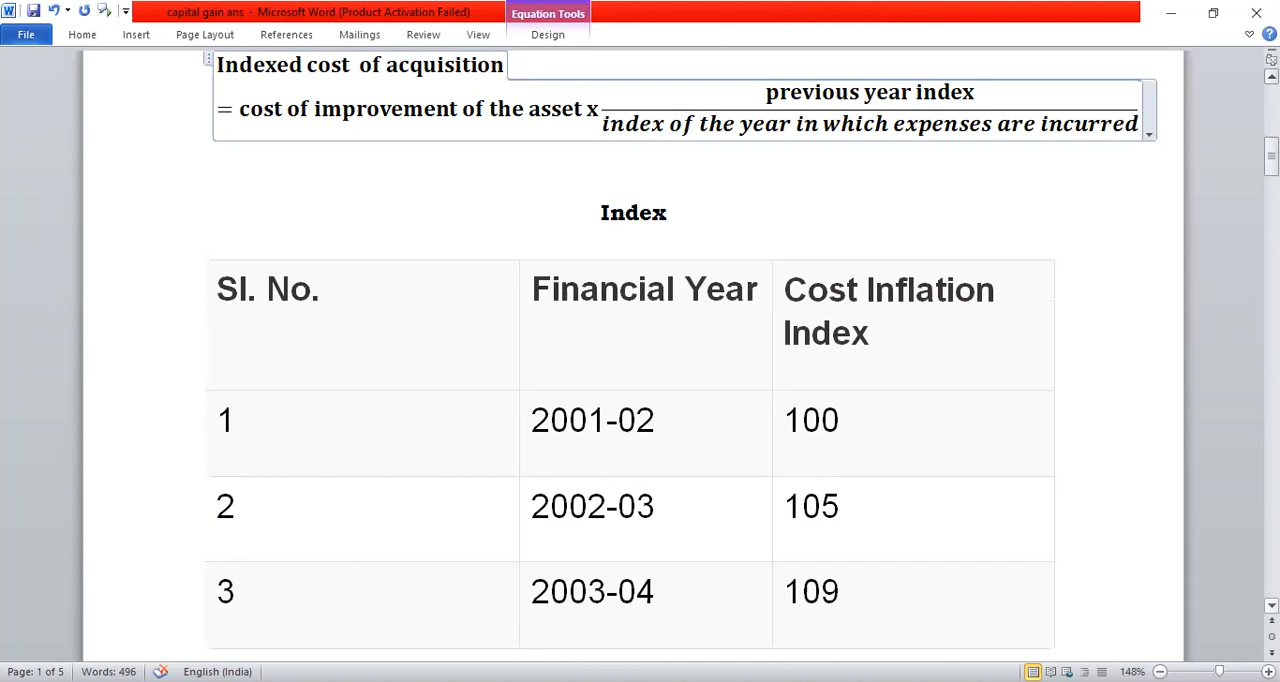 capital gain ans - Microsoft Word (Product Activation Failed)
Equation Tools
File Home Insert Page Layout References Mailings Review View Design
Indexed cost of acquisition
previous year index
= cost of improvement of the asset x
index of the year in which expenses are incurred
Index
Sl. No. Financial Year Cost Inflation
Index
1 2001-02 100
2 2002-03 105
3 2003-04 109
Page: 1 of 5 Words: 496 English (India) 148%